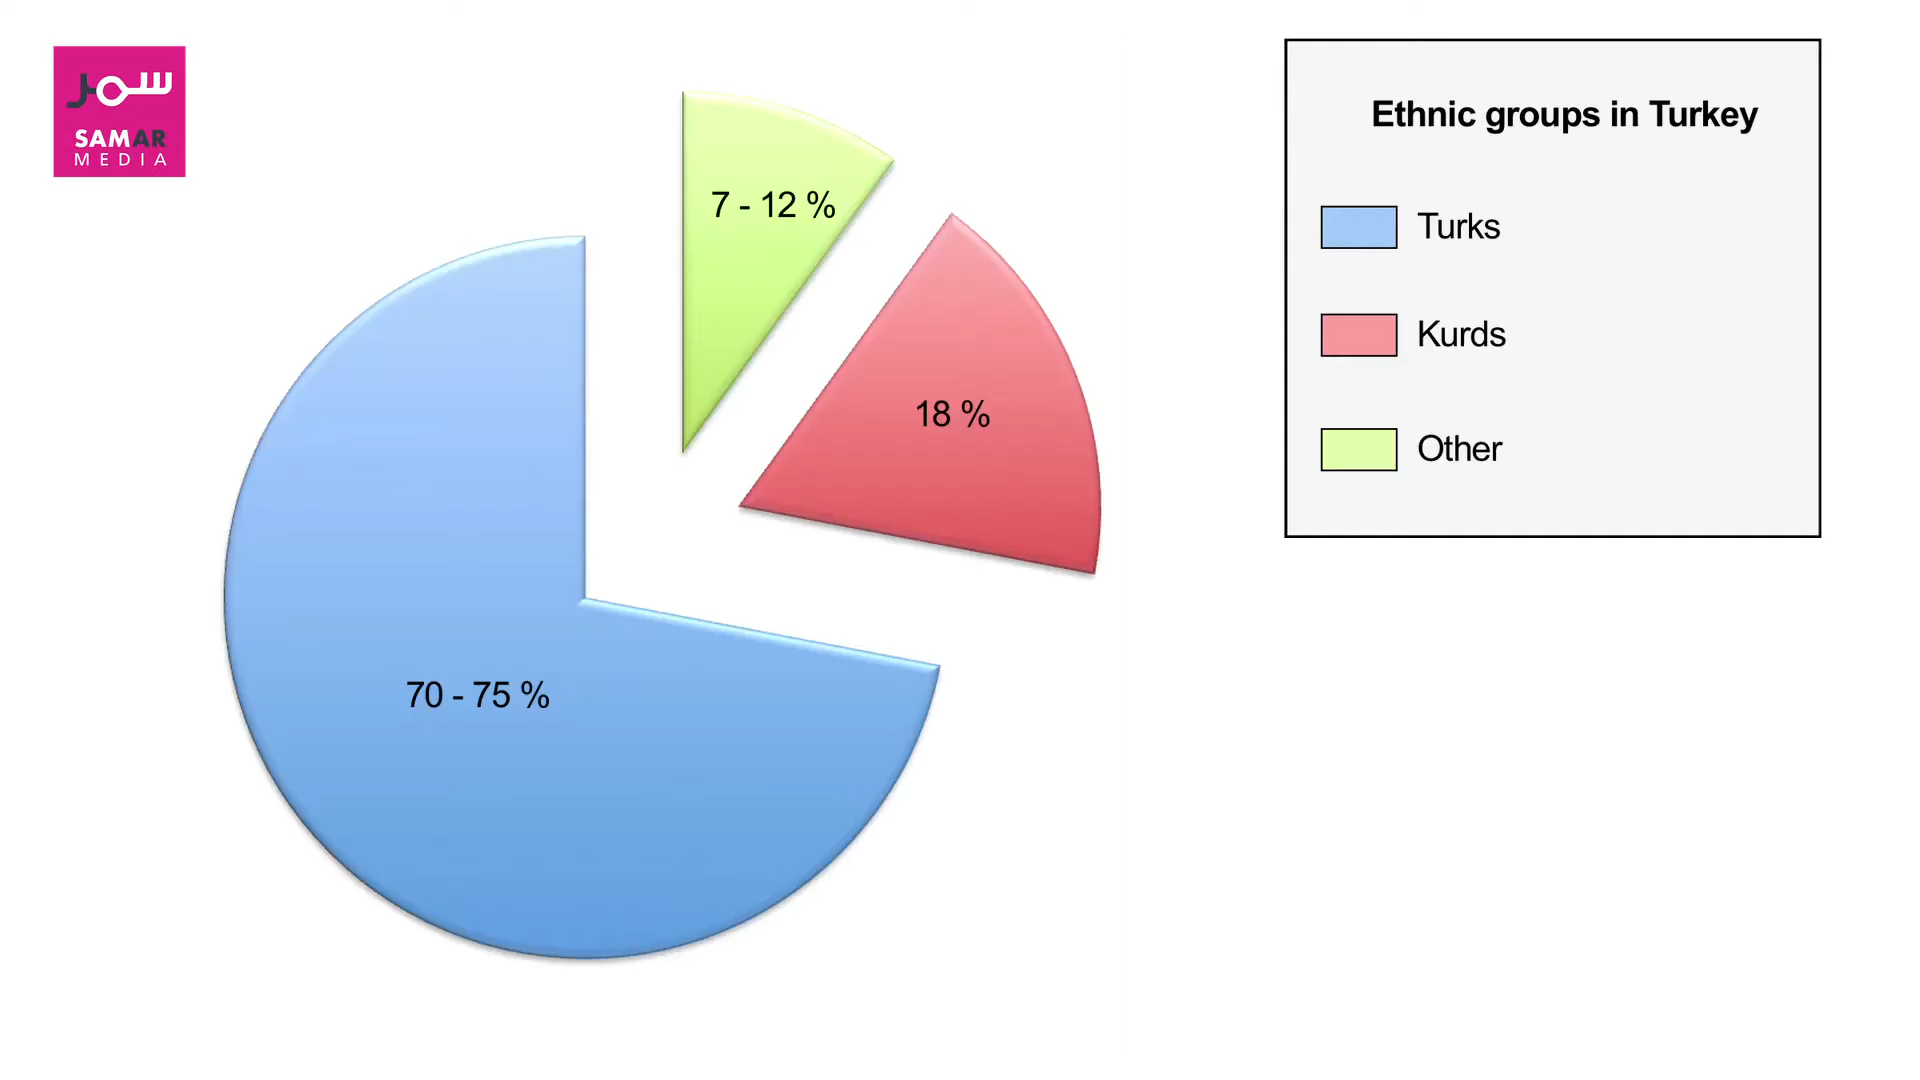 سمر
SAMAR
MEDIA
7 - 12 %
18 %
70 - 75 %
Ethnic groups in Turkey
Turks
Kurds
Other